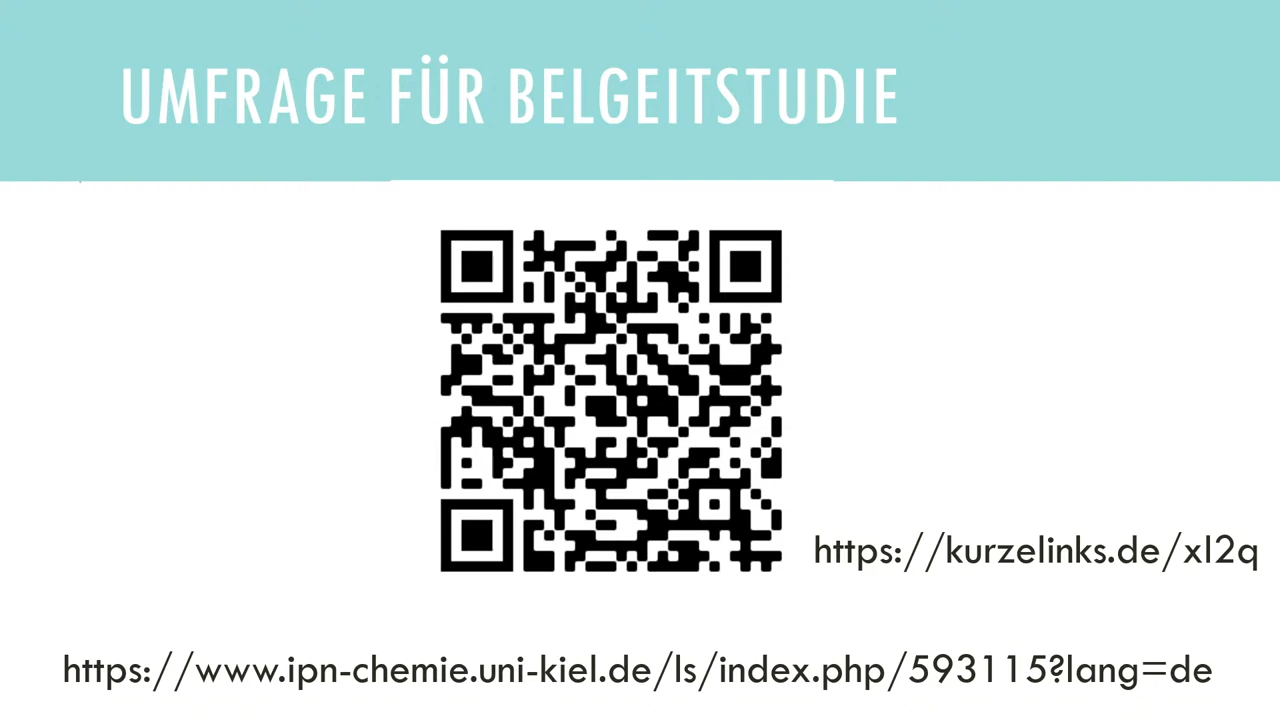 UMFRAGE FÜR BELGEITSTUDIE
https://kurzelinks.de/xl2q
https://www.ipn-chemie.uni-kiel.de/ls/index.php/593115?lang=de